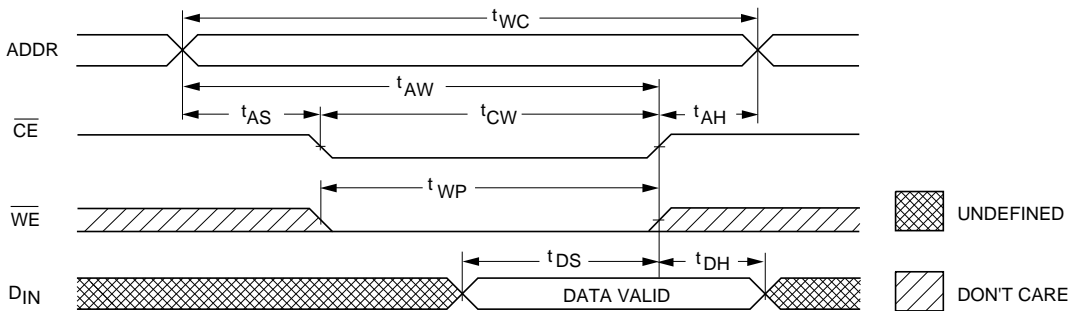 tWC
ADDR
tAW
tAS tCW tAH
CE
tWP
WE
UNDEFINED
tDS tDH
DIN
DATA VALID
DON'T CARE